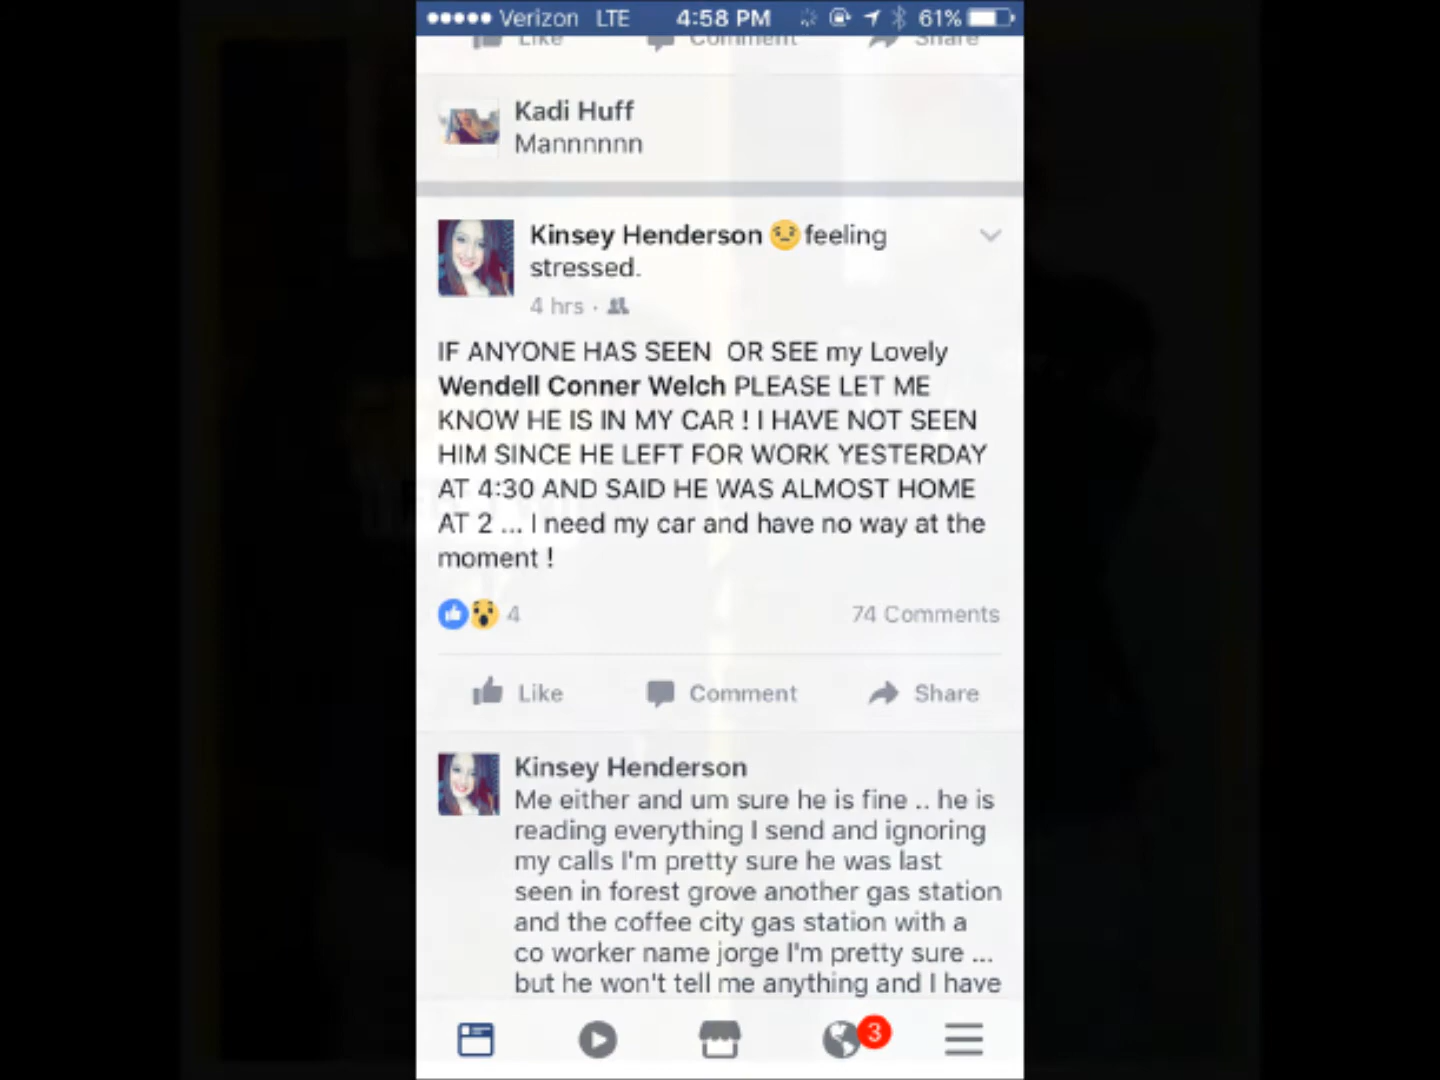 Verizon LTE 4:58 PM 61%
Like Comment Share
Kadi Huff
Mannnnnn
Kinsey Henderson 😟 feeling
stressed.
4 hrs ·
IF ANYONE HAS SEEN OR SEE my Lovely
Wendell Conner Welch PLEASE LET ME
KNOW HE IS IN MY CAR ! I HAVE NOT SEEN
HIM SINCE HE LEFT FOR WORK YESTERDAY
AT 4:30 AND SAID HE WAS ALMOST HOME
AT 2 ... I need my car and have no way at the
moment !
4 74 Comments
Like Comment Share
Kinsey Henderson
Me either and um sure he is fine .. he is
reading everything I send and ignoring
my calls I'm pretty sure he was last
seen in forest grove another gas station
and the coffee city gas station with a
co worker name jorge I'm pretty sure ...
but he won't tell me anything and I have
3